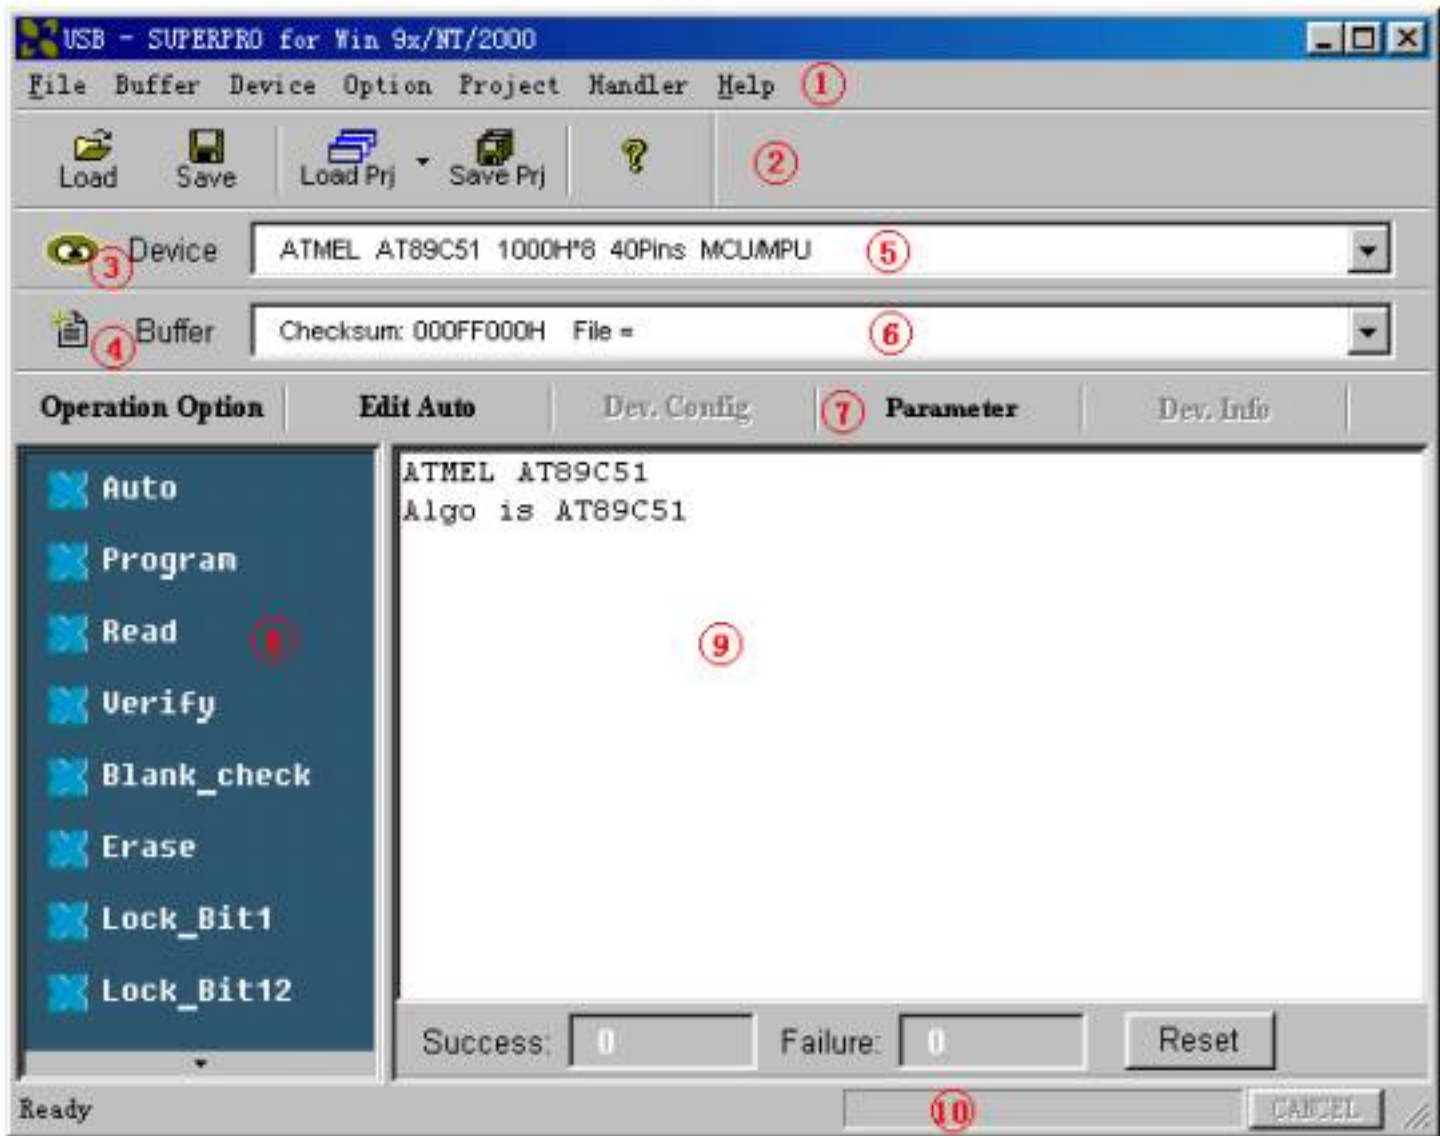 USB - SUPERPRO for Win 9x/NT/2000
File Buffer Device Option Project Handler Help 1
Load Save Load Prj Save Prj ? 2
3 Device ATMEL AT89C51 1000H*8 40Pins MCU/MPU 5
4 Buffer Checksum: 000FF000H File = 6
Operation Option Edit Auto Dev. Config 7 Parameter Dev. Info
Auto
Program
Read 8
Verify
Blank_check
Erase
Lock_Bit1
Lock_Bit12
ATMEL AT89C51
Algo is AT89C51
9
Success: 0 Failure: 0 Reset
Ready 10 CANCEL